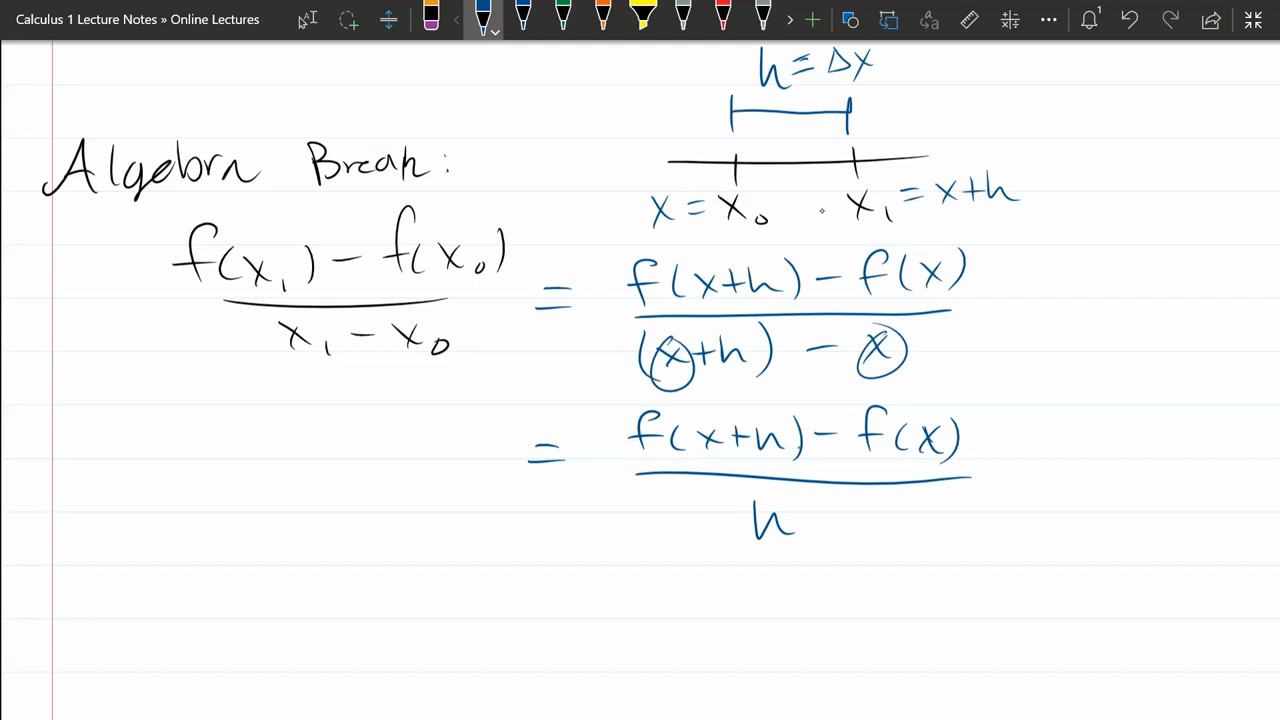 Calculus 1 Lecture Notes » Online Lectures
h = Δx
Algebra Break:
x = x₀ x₁ = x+h
f(x₁) - f(x₀) / x₁ - x₀ = f(x+h) - f(x) / (x+h) - x
= f(x+h) - f(x) / h